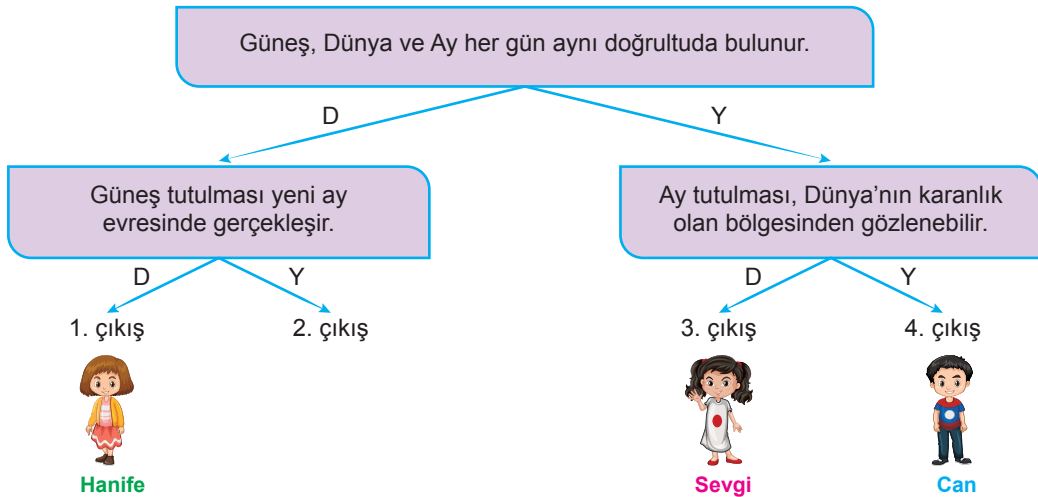 Güneş, Dünya ve Ay her gün aynı doğrultuda bulunur.
D
Y
Güneş tutulması yeni ay
evresinde gerçekleşir.
Ay tutulması, Dünya’nın karanlık
olan bölgesinden gözlenebilir.
D
Y
D
Y
1. çıkış
2. çıkış
3. çıkış
4. çıkış
Hanife
Sevgi
Can